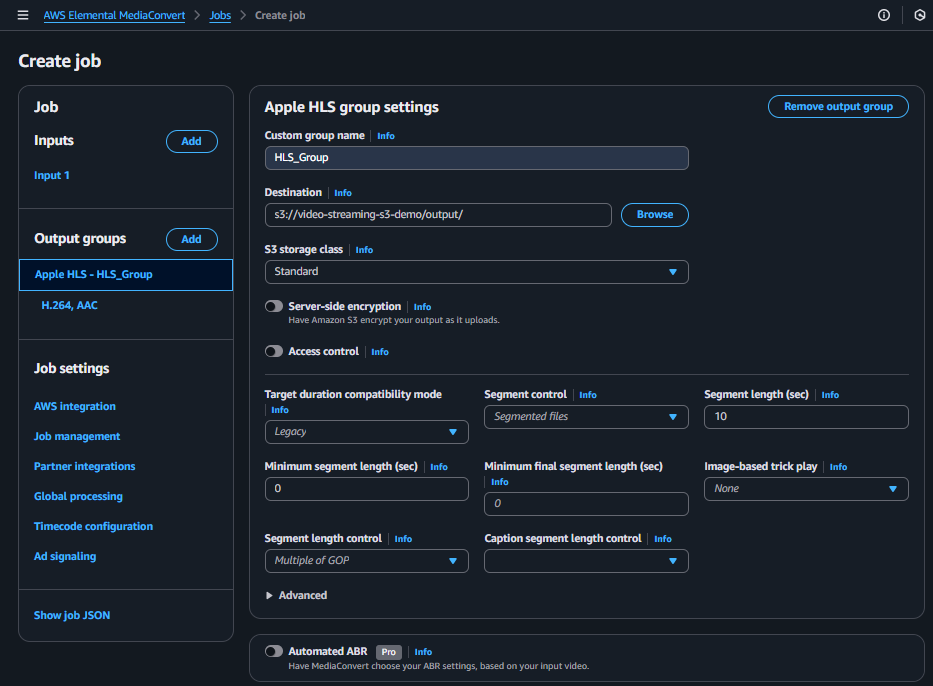 AWS Elemental MediaConvert > Jobs > Create job
Create job
Job
Inputs Add
Input 1
Output groups Add
Apple HLS - HLS_Group
H.264, AAC
Job settings
AWS integration
Job management
Partner integrations
Global processing
Timecode configuration
Ad signaling
Show job JSON
Apple HLS group settings Remove output group
Custom group name | Info
HLS_Group
Destination | Info
s3://video-streaming-s3-demo/output/ Browse
S3 storage class | Info
Standard
Server-side encryption | Info
Have Amazon S3 encrypt your output as it uploads.
Access control | Info
Target duration compatibility mode
Info
Legacy
Segment control | Info
Segmented files
Segment length (sec) | Info
10
Minimum segment length (sec) | Info
0
Minimum final segment length (sec)
Info
0
Image-based trick play | Info
None
Segment length control | Info
Multiple of GOP
Caption segment length control | Info
Advanced
Automated ABR Pro | Info
Have MediaConvert choose your ABR settings, based on your input video.